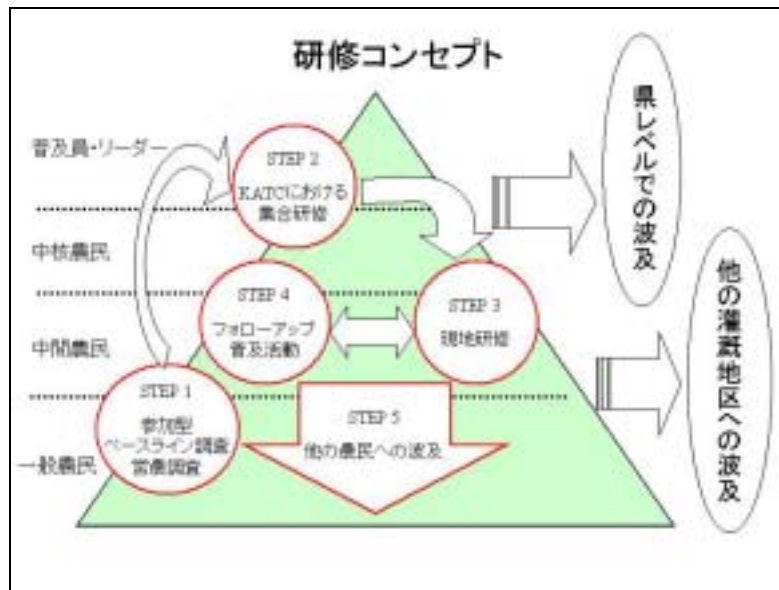 研修コンセプト
普及員・リーダー
STEP 2
KATCにおける
集合研修
県レベルでの波及
中核農民
STEP 4
フォローアップ
普及活動
STEP 3
現地研修
中間農民
他の灌漑地区への波及
STEP 1
参加型
ベースライン調査
営農調査
STEP 5
他の農民への波及
一般農民